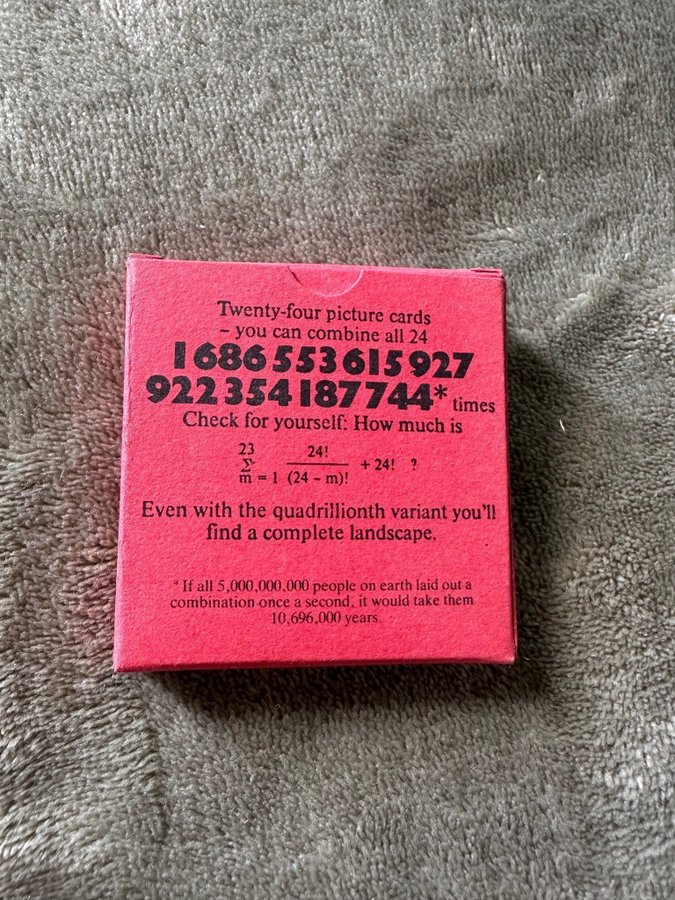 Twenty-four picture cards
– you can combine all 24
1 686 553 615 927
922 354 187 744* times
Check for yourself: How much is
23
Σ
m = 1
24!
(24 – m)!
+ 24! ?
Even with the quadrillionth variant you'll
find a complete landscape.
* If all 5,000,000,000 people on earth laid out a
combination once a second, it would take them
10,696,000 years.